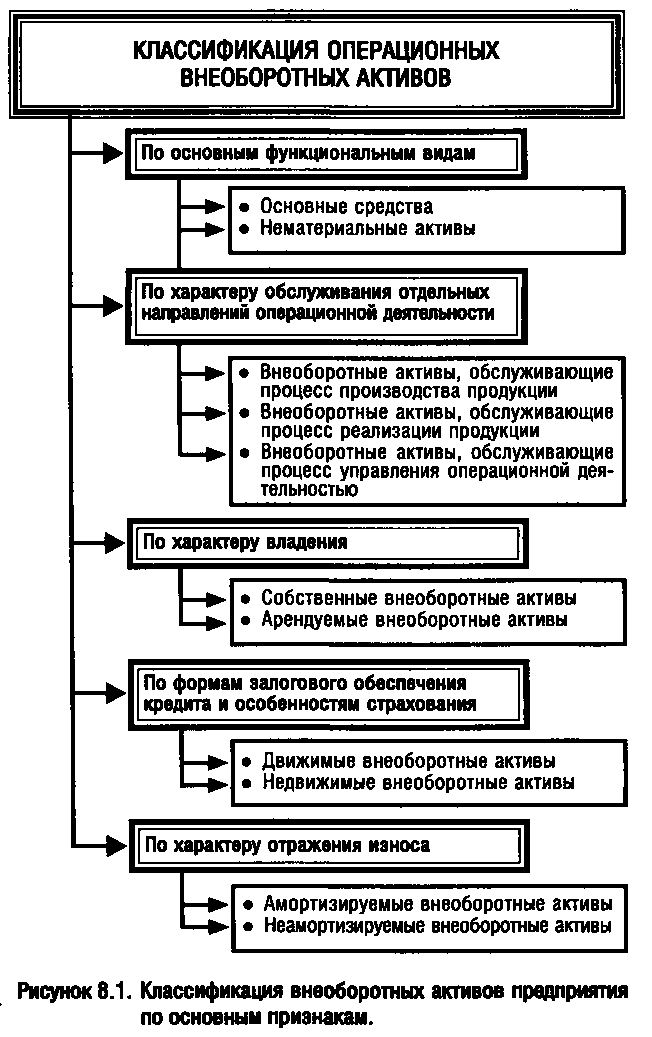 КЛАССИФИКАЦИЯ ОПЕРАЦИОННЫХ
ВНЕОБОРОТНЫХ АКТИВОВ
По основным функциональным видам
• Основные средства
• Нематериальные активы
По характеру обслуживания отдельных
направлений операционной деятельности
• Внеоборотные активы, обслуживающие
процесс производства продукции
• Внеоборотные активы, обслуживающие
процесс реализации продукции
• Внеоборотные активы, обслуживающие
процесс управления операционной дея-
тельностью
По характеру владения
• Собственные внеоборотные активы
• Арендуемые внеоборотные активы
По формам залогового обеспечения
кредита и особенностям страхования
• Движимые внеоборотные активы
• Недвижимые внеоборотные активы
По характеру отражения износа
• Амортизируемые внеоборотные активы
• Неамортизируемые внеоборотные активы
Рисунок 8.1. Классификация внеоборотных активов предприятия
по основным признакам.